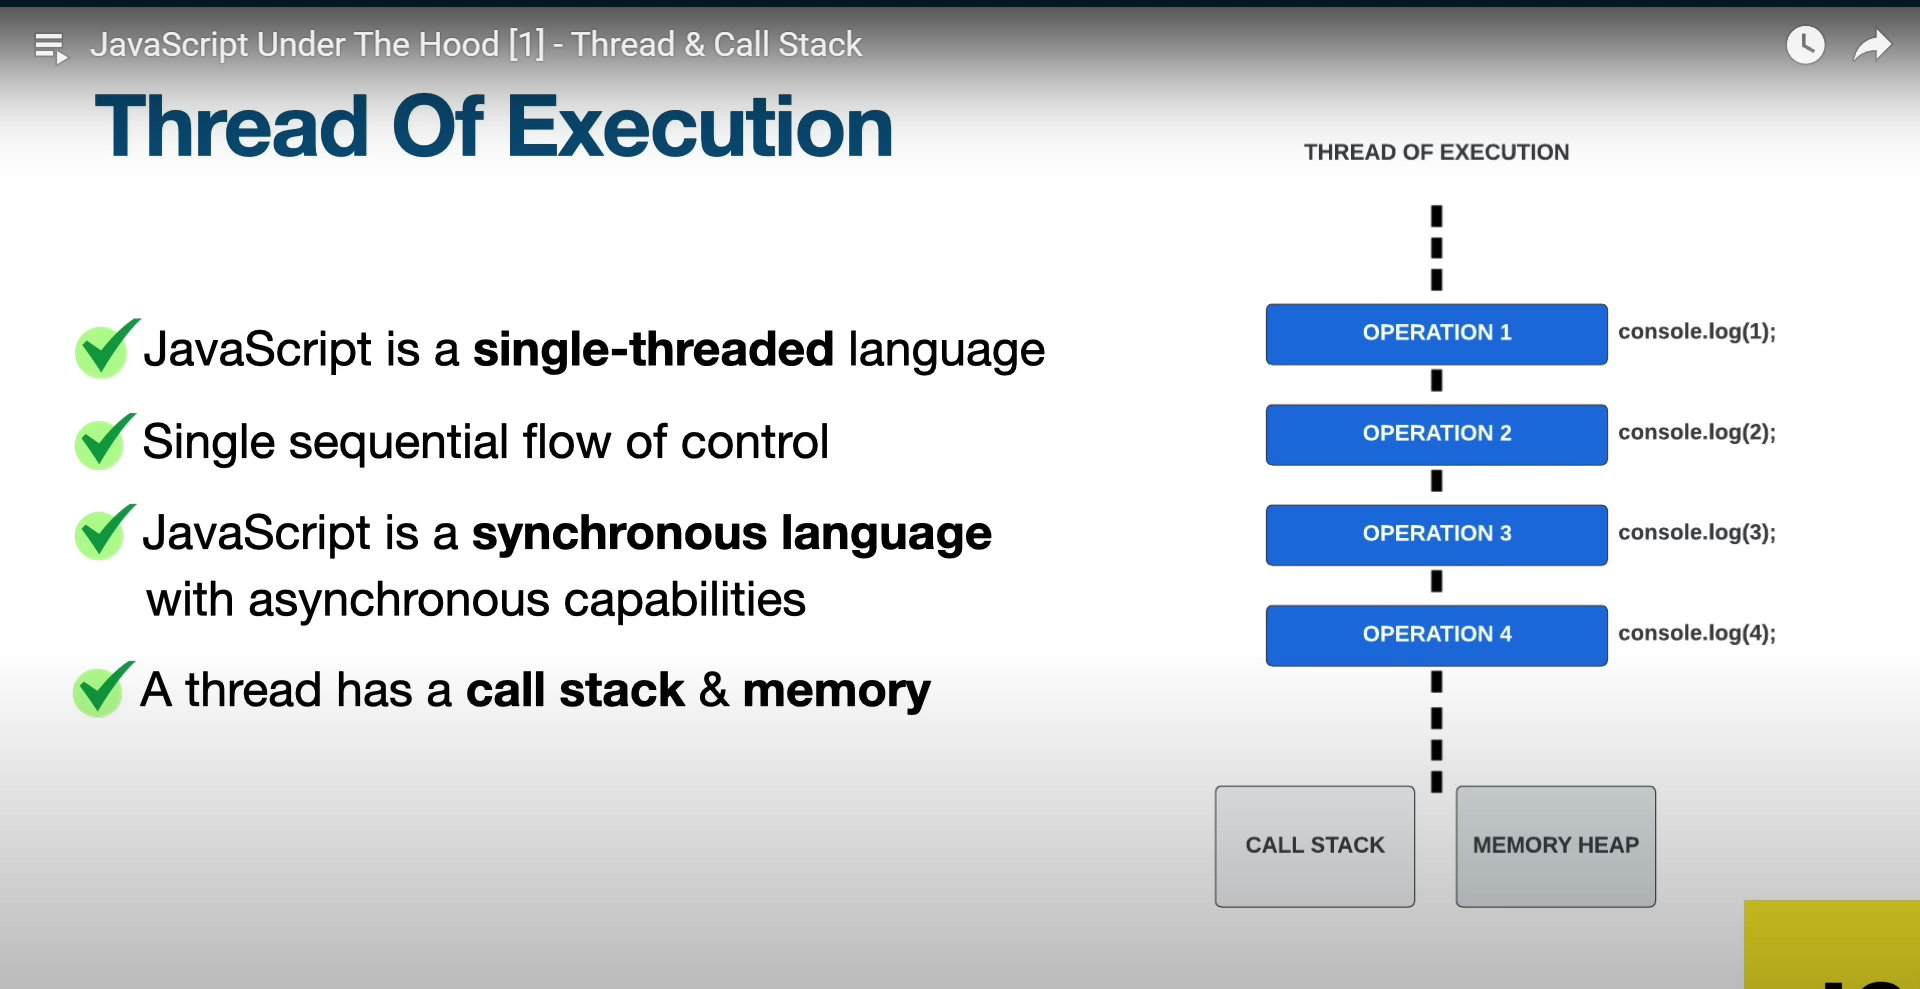 JavaScript Under The Hood [1] - Thread & Call Stack
Thread Of Execution
JavaScript is a single-threaded language
Single sequential flow of control
JavaScript is a synchronous language
with asynchronous capabilities
A thread has a call stack & memory
THREAD OF EXECUTION
OPERATION 1 console.log(1);
OPERATION 2 console.log(2);
OPERATION 3 console.log(3);
OPERATION 4 console.log(4);
CALL STACK
MEMORY HEAP